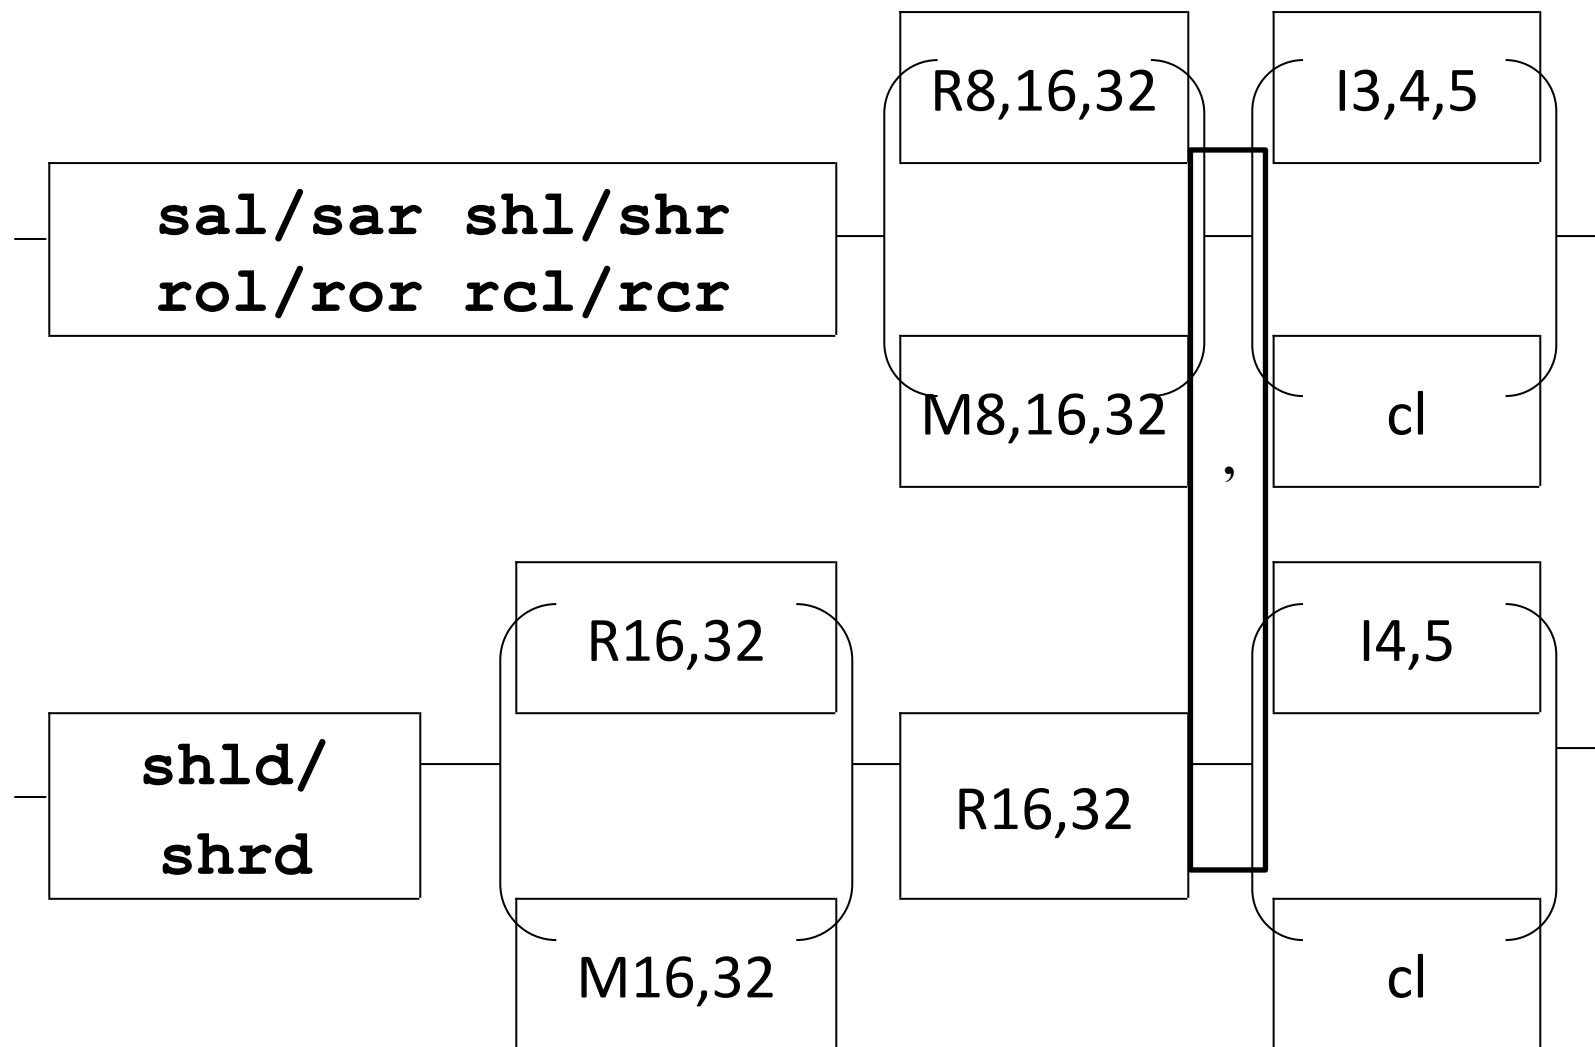 R8,16,32
I3,4,5
sal/sar shl/shr
rol/ror rcl/rcr
M8,16,32
cl
,
R16,32
I4,5
shld/
shrd
R16,32
M16,32
cl